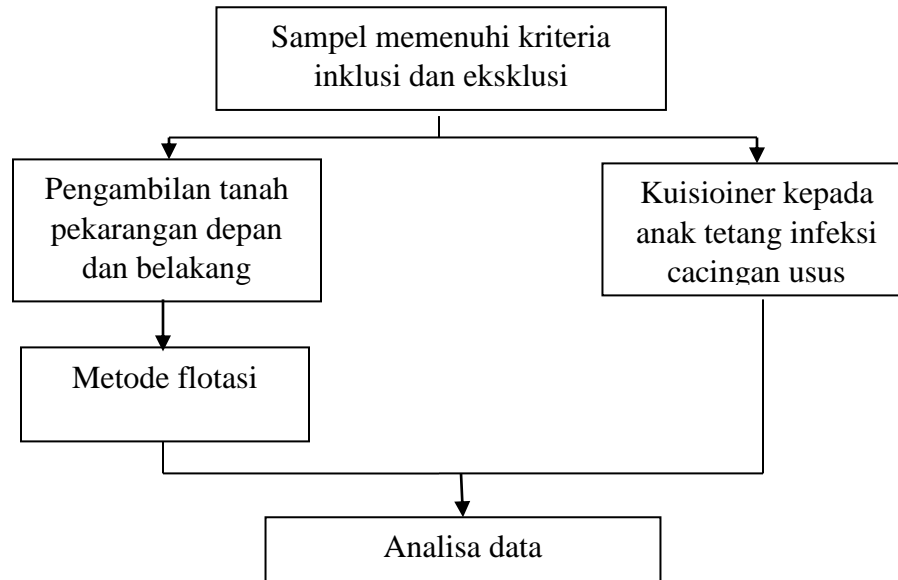 Sampel memenuhi kriteria
inklusi dan eksklusi
Pengambilan tanah
pekarangan depan
dan belakang
Kuisioiner kepada
anak tetang infeksi
cacingan usus
Metode flotasi
Analisa data